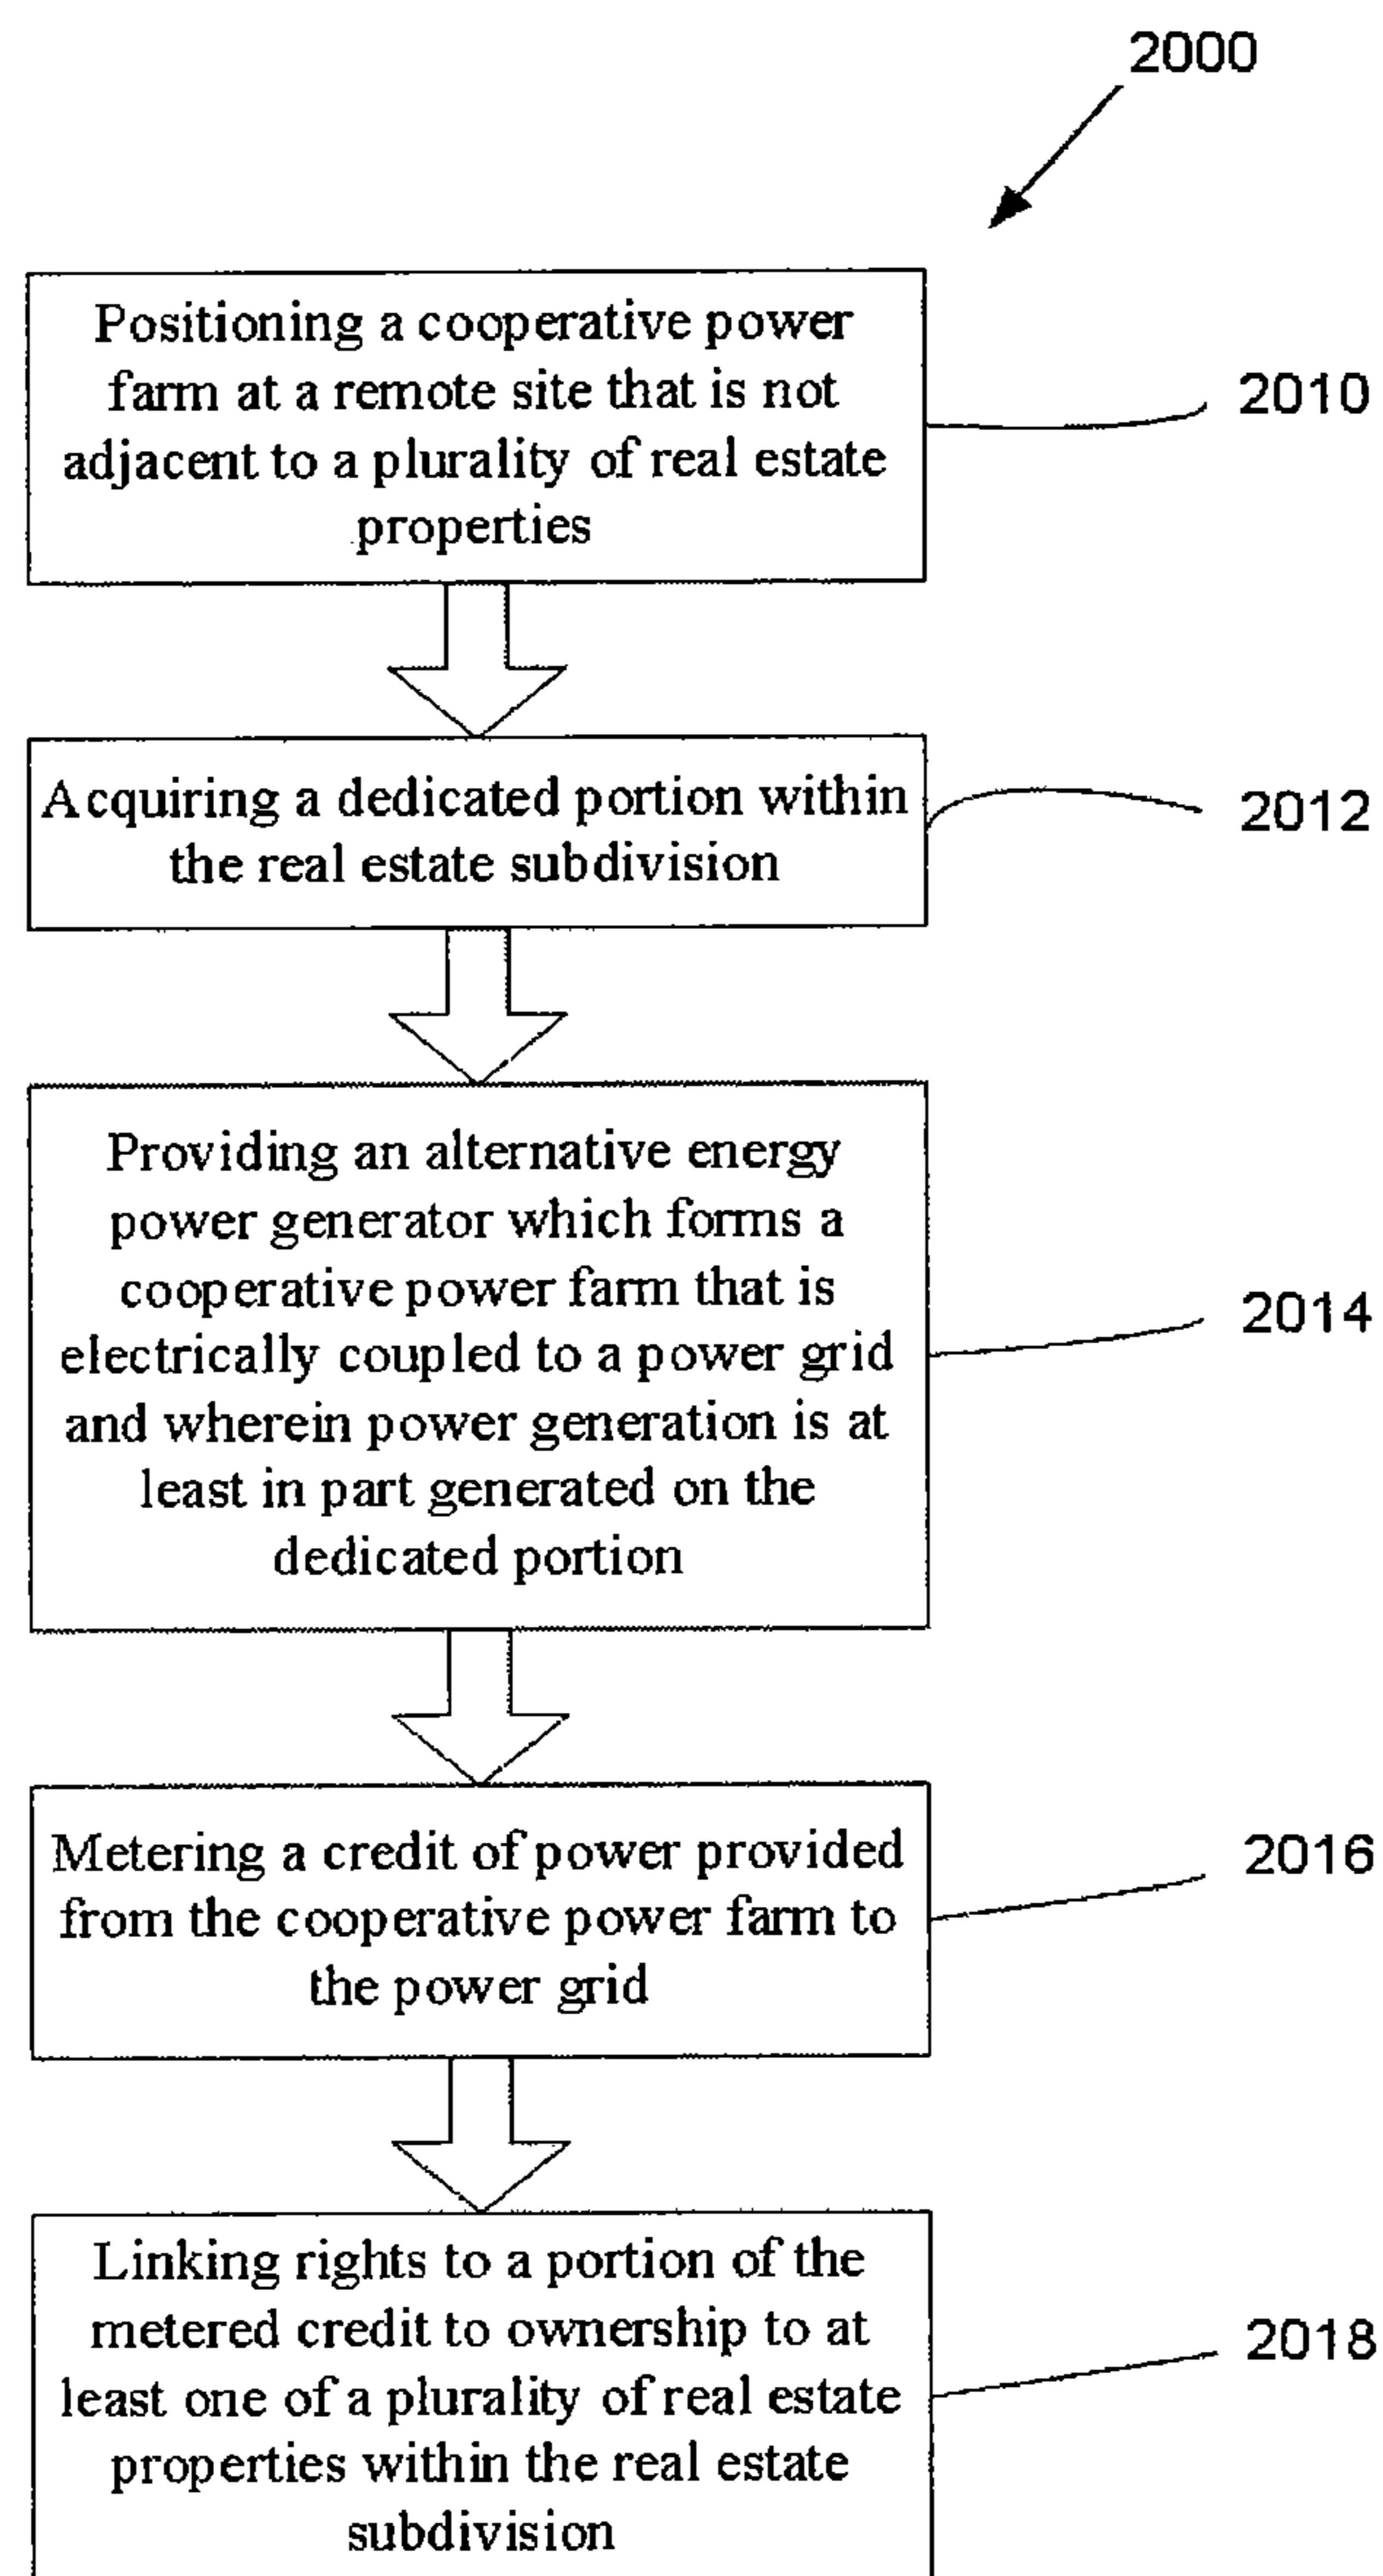 2000
Positioning a cooperative power
farm at a remote site that is not
adjacent to a plurality of real estate
properties
2010
Acquiring a dedicated portion within
the real estate subdivision
2012
Providing an alternative energy
power generator which forms a
cooperative power farm that is
electrically coupled to a power grid
and wherein power generation is at
least in part generated on the
dedicated portion
2014
Metering a credit of power provided
from the cooperative power farm to
the power grid
2016
Linking rights to a portion of the
metered credit to ownership to at
least one of a plurality of real estate
properties within the real estate
subdivision
2018